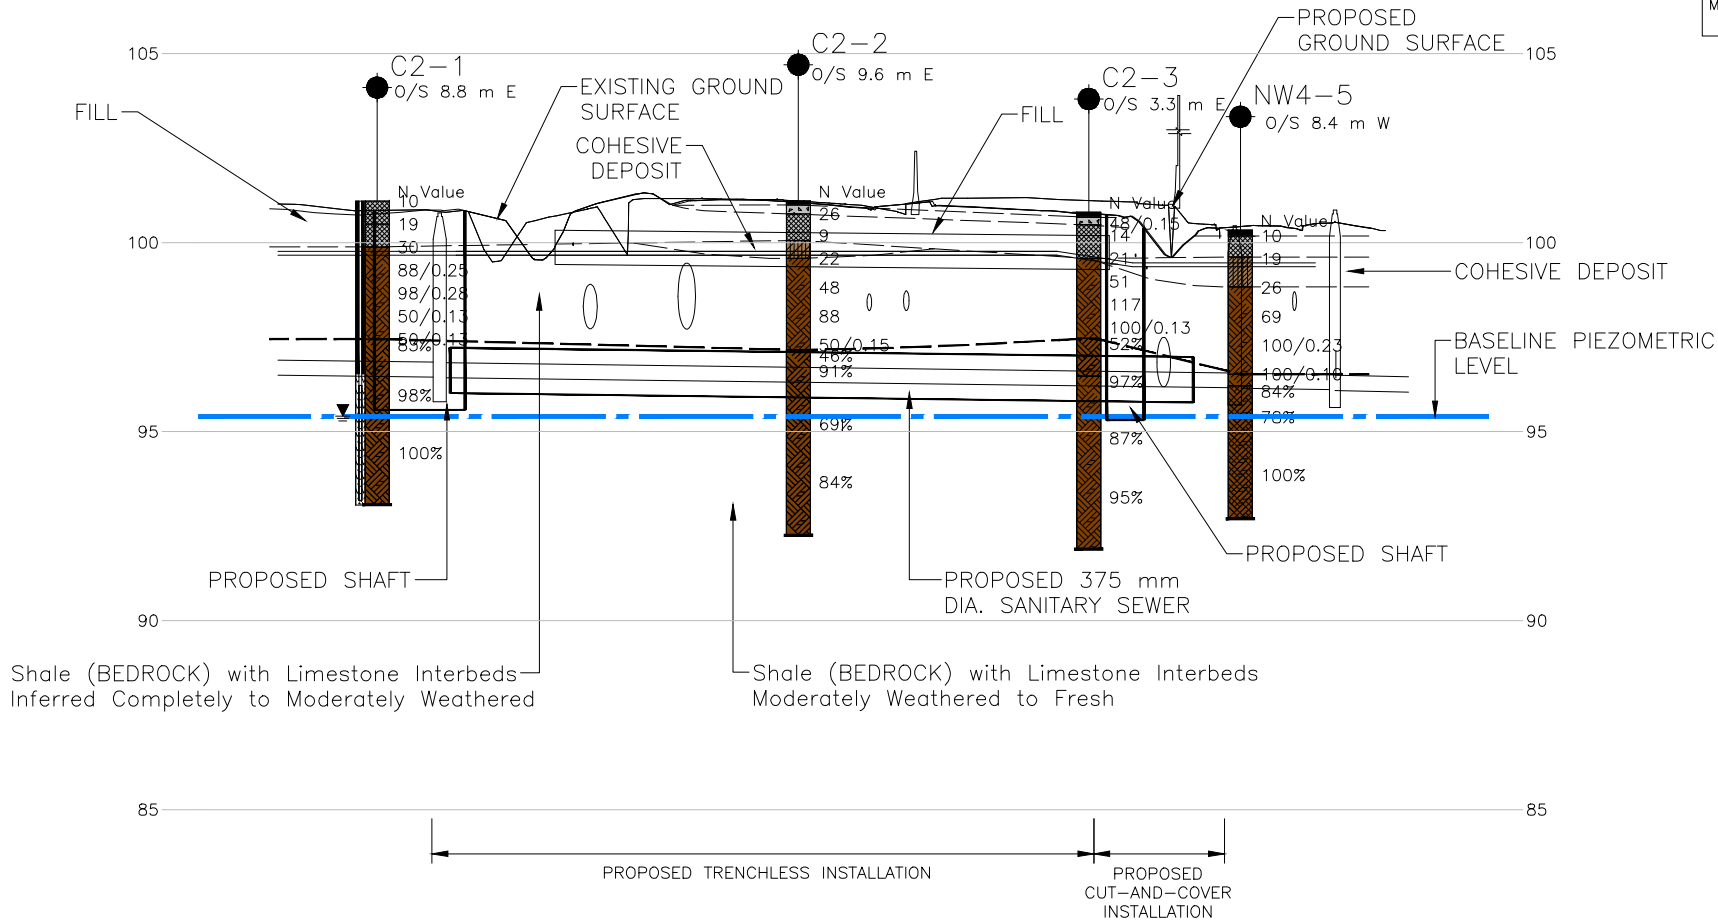 M
PROPOSED
GROUND SURFACE
105
105
C2-1
O/S 8.8 m E
C2-2
O/S 9.6 m E
C2-3
O/S 3.3 m E
NW4-5
O/S 8.4 m W
FILL
EXISTING GROUND
SURFACE
COHESIVE
DEPOSIT
FILL
N Value
10
19
30
88/0.25
98/0.28
50/0.13
50/0.13
83%
98%
100%
N Value
26
9
22
48
88
50/0.15
46%
91%
69%
84%
N Value
48/0.15
14
21
51
117
100/0.13
52%
97%
87%
95%
N Value
10
19
26
69
100/0.23
100/0.10
84%
78%
100%
100
100
COHESIVE DEPOSIT
BASELINE PIEZOMETRIC
LEVEL
95
95
PROPOSED SHAFT
PROPOSED 375 mm
DIA. SANITARY SEWER
PROPOSED SHAFT
90
90
Shale (BEDROCK) with Limestone Interbeds
Inferred Completely to Moderately Weathered
Shale (BEDROCK) with Limestone Interbeds
Moderately Weathered to Fresh
85
85
PROPOSED TRENCHLESS INSTALLATION
PROPOSED
CUT-AND-COVER
INSTALLATION